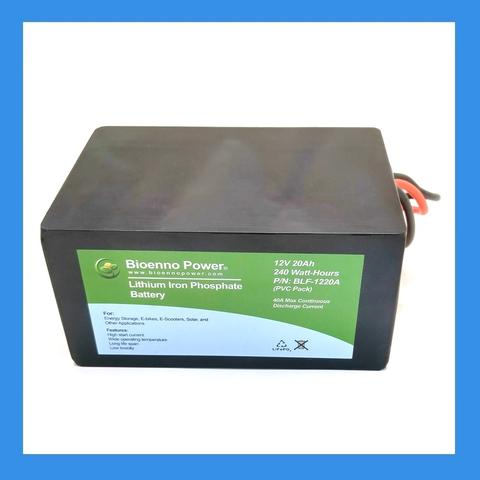 Bioenno Power®
www.bioennopower.com
Lithium Iron Phosphate
Battery
For:
Energy Storage, E-bikes, E-Scooters, Solar, and
Other Applications
Features:
High start current
Wide operating temperature
Long life span
Low toxicity
12V 20Ah
240 Watt-Hours
P/N: BLF-1220A
(PVC Pack)
40A Max Continuous
Discharge Current
LiFePO4